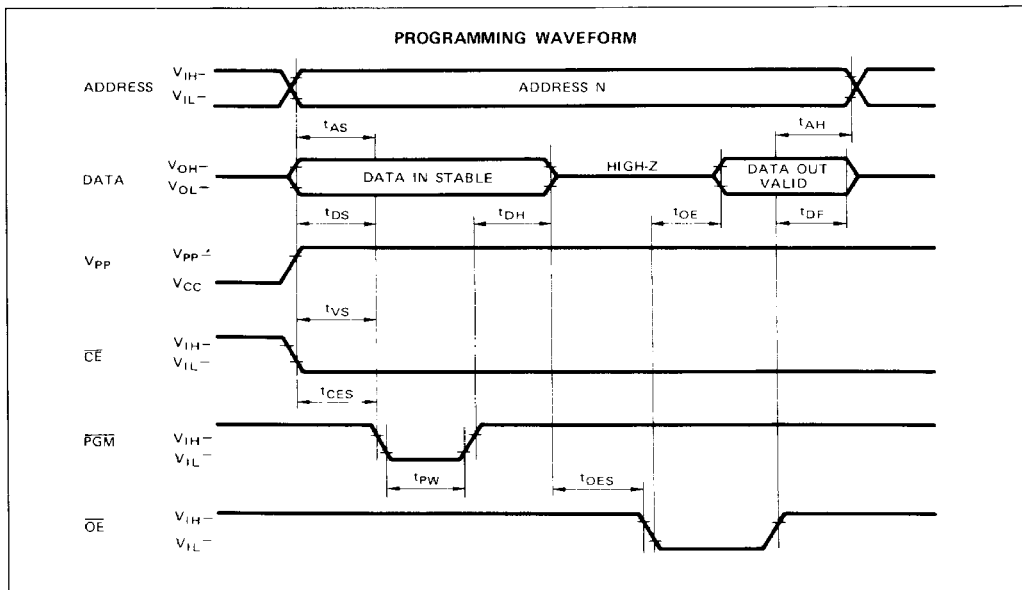 PROGRAMMING WAVEFORM
ADDRESS
VIH
VIL
ADDRESS N
tAS
tAH
DATA
VOH
VOL
DATA IN STABLE
HIGH-Z
DATA OUT
VALID
tDS
tDH
tOE
tDF
VPP
VPP
VCC
tVS
CE
VIH
VIL
tCES
PGM
VIH
VIL
tPW
tOES
OE
VIH
VIL